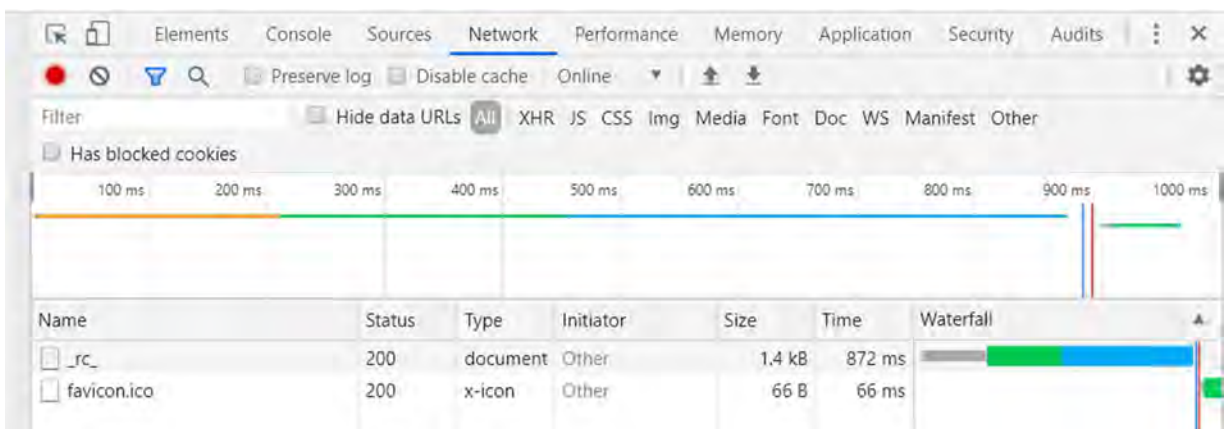 Elements Console Sources Network Performance Memory Application Security Audits
Preserve log Disable cache Online
Filter Hide data URLs All XHR JS CSS Img Media Font Doc WS Manifest Other
Has blocked cookies
100 ms 200 ms 300 ms 400 ms 500 ms 600 ms 700 ms 800 ms 900 ms 1000 ms
Name Status Type Initiator Size Time Waterfall
_rc_ 200 document Other 1.4 kB 872 ms
favicon.ico 200 x-icon Other 66 B 66 ms